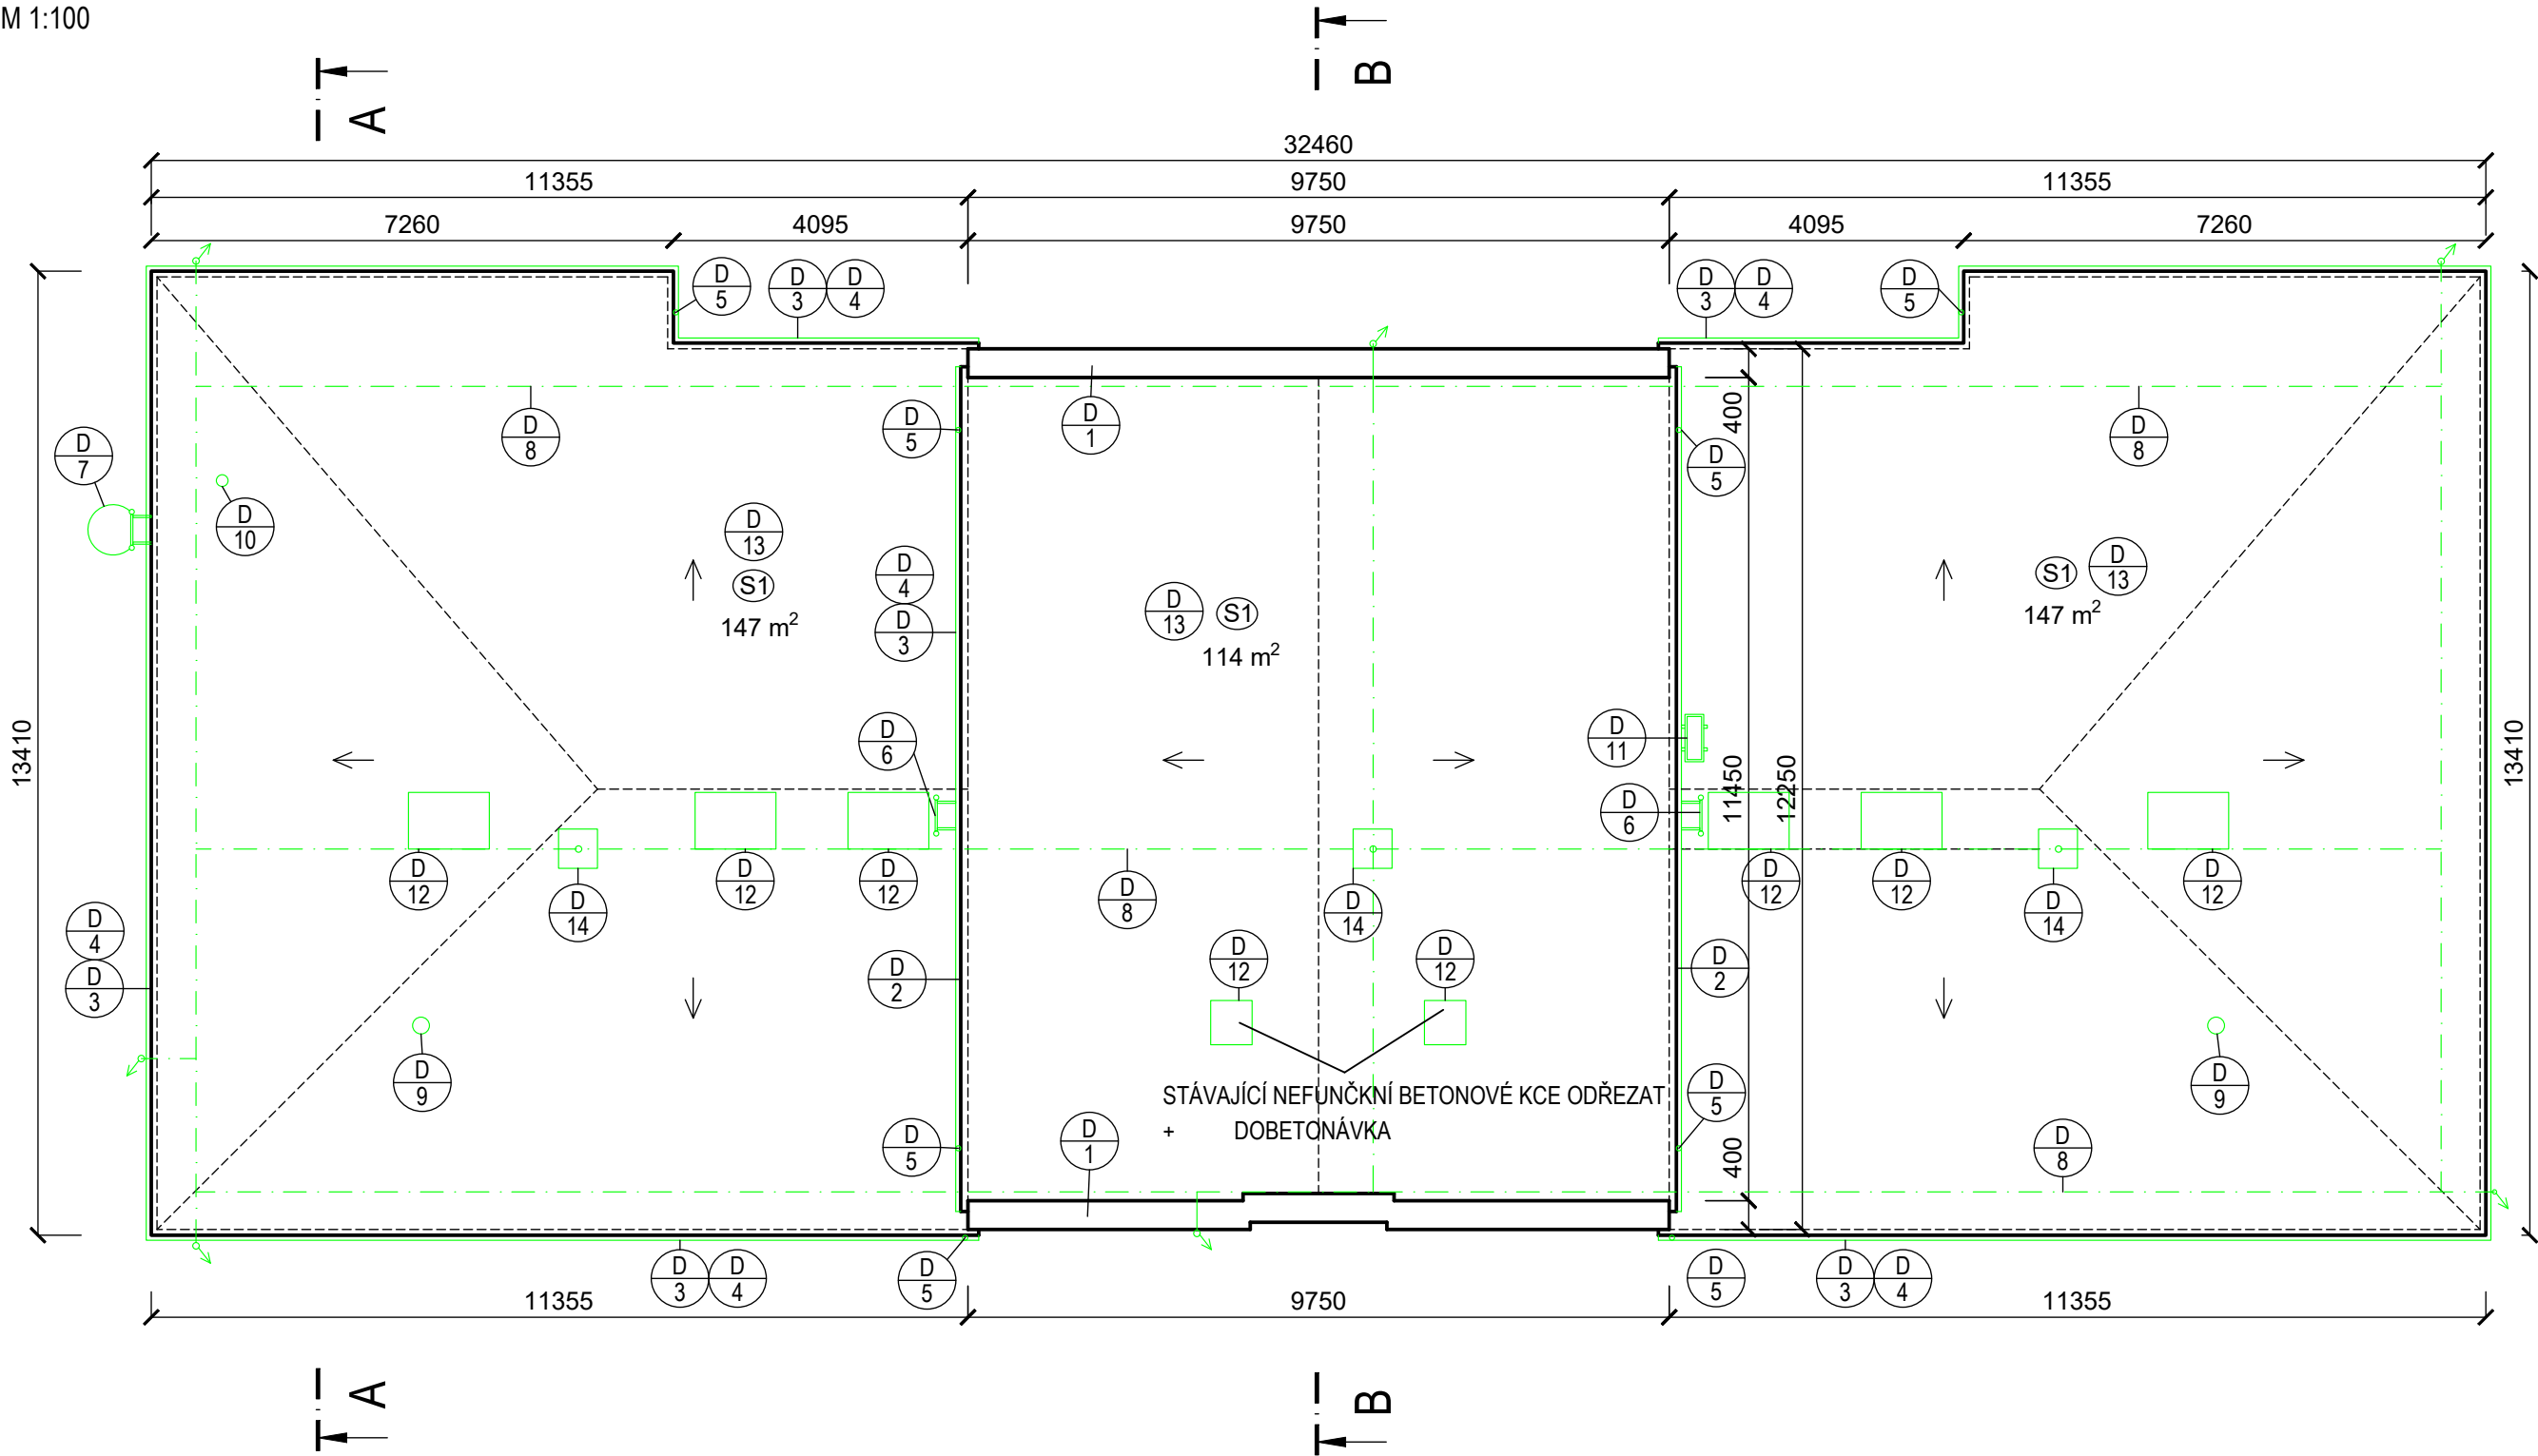 M 1:100
B
A
32460
11355 9750 11355
7260 4095 9750 4095 7260
D 5
D 3 D 4
D 3 D 4
D 5
D 8
D 5
D 1
400
D 5
D 8
D 7
D 10
D 13
S1
147 m²
D 4
D 3
D 13
S1
114 m²
S1
D 13
147 m²
13410
D 6
D 11
D 6
11450
12250
13410
D 12
D 14
D 12
D 12
D 8
D 14
D 12
D 12
D 14
D 12
D 4
D 3
D 2
D 12
D 12
D 2
D 9
STÁVAJÍCÍ NEFUNČKNÍ BETONOVÉ KCE ODŘEZAT
+ DOBETONÁVKA
D 5
D 9
D 5
D 1
400
D 8
D 3 D 4
D 5
D 5
D 3 D 4
11355 9750 11355
A
B